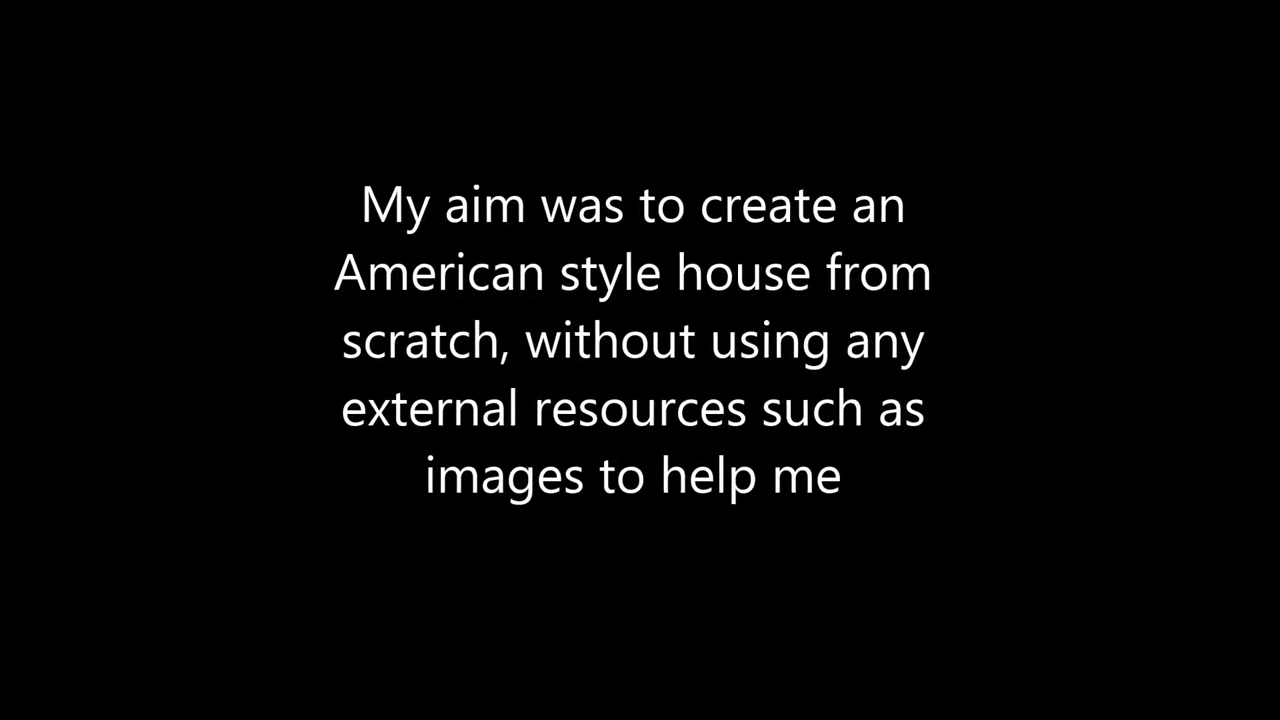 My aim was to create an
American style house from
scratch, without using any
external resources such as
images to help me